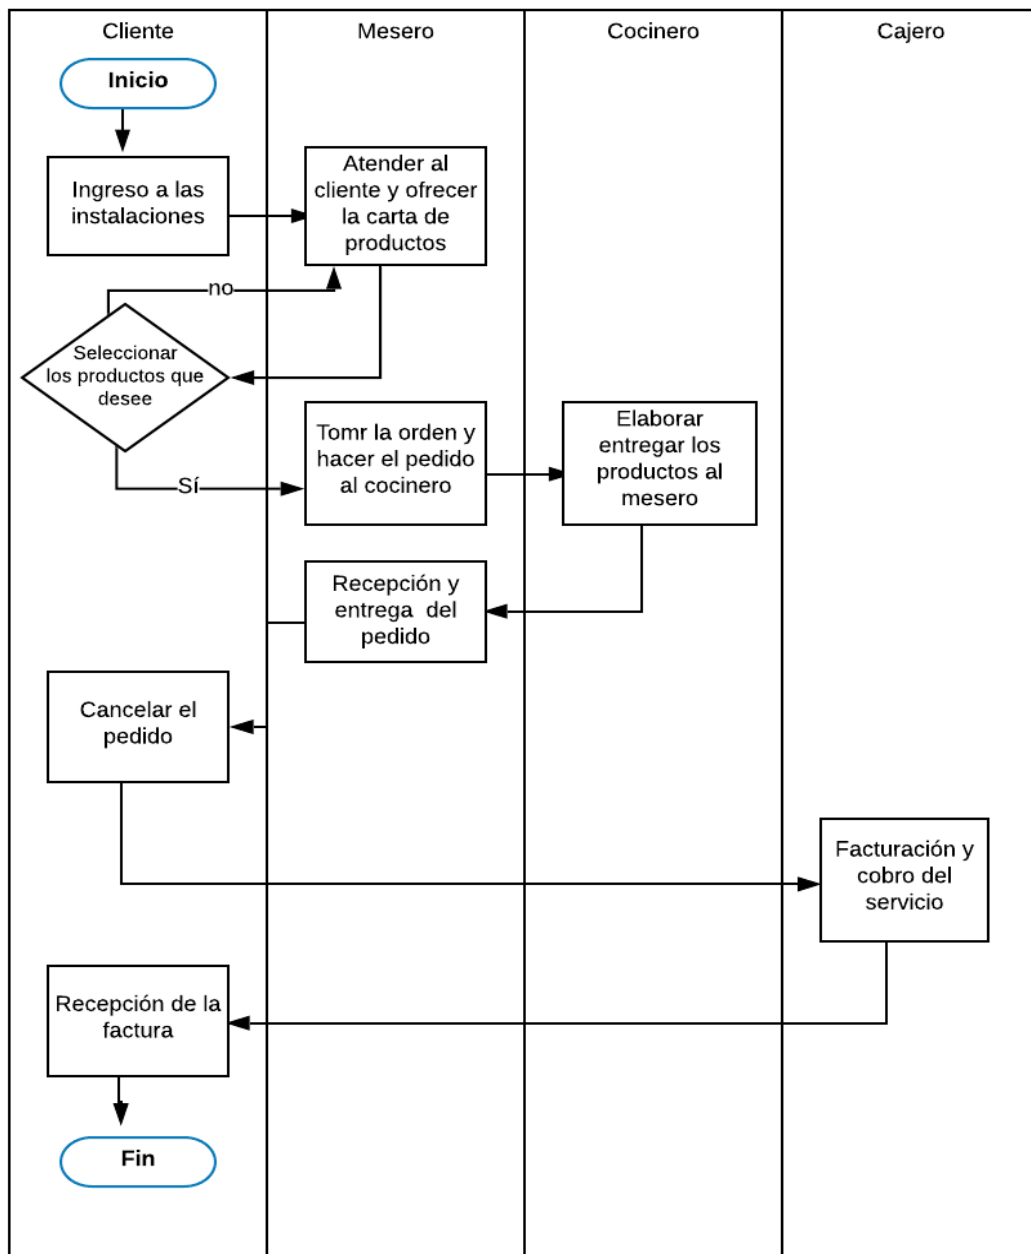 Cliente
Mesero
Cocinero
Cajero
Inicio
Ingreso a las
instalaciones
Atender al
cliente y ofrecer
la carta de
productos
no
Seleccionar
los productos que
desee
Sí
Tomr la orden y
hacer el pedido
al cocinero
Elaborar
entregar los
productos al
mesero
Recepción y
entrega del
pedido
Cancelar el
pedido
Facturación y
cobro del
servicio
Recepción de la
factura
Fin